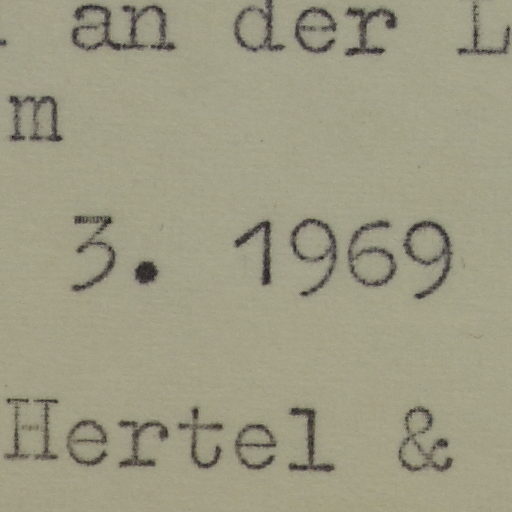 an der
m
3. 1969
Hertel &